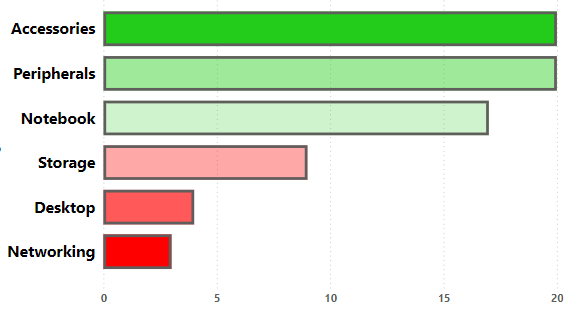 Accessories
Peripherals
Notebook
Storage
Desktop
Networking
0 5 10 15 20